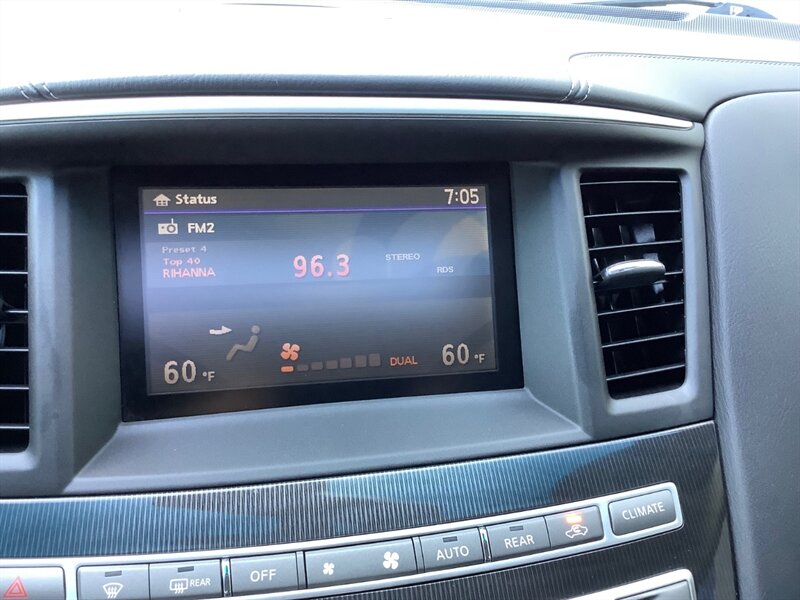 Status 7:05
FM2
Preset 4
Top 40
RIHANNA
96.3
STEREO
RDS
60 °F
DUAL
60 °F
REAR
OFF
AUTO
REAR
CLIMATE